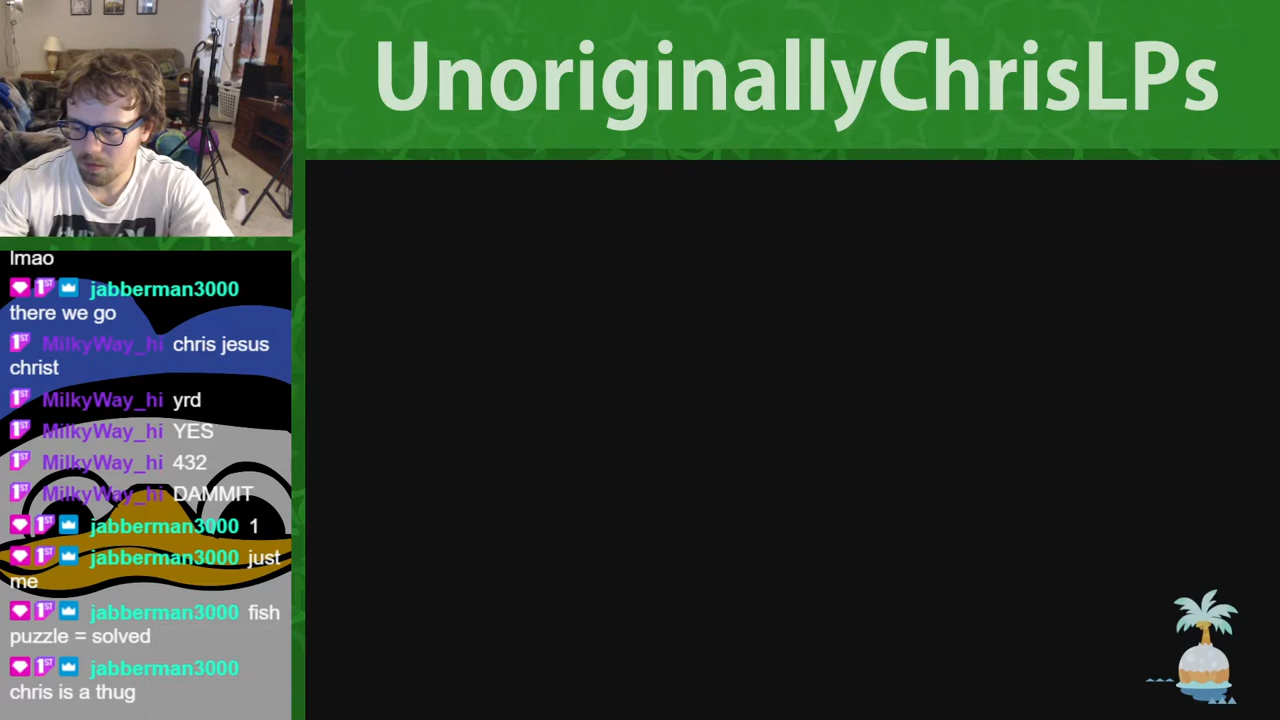 UnoriginallyChrisLPs
lmao
jabberman3000
there we go
MilkyWay_hi chris jesus
christ
MilkyWay_hi yrd
MilkyWay_hi YES
MilkyWay_hi 432
MilkyWay_hi DAMMIT
jabberman3000 1
jabberman3000 just
me
jabberman3000 fish
puzzle = solved
jabberman3000
chris is a thug